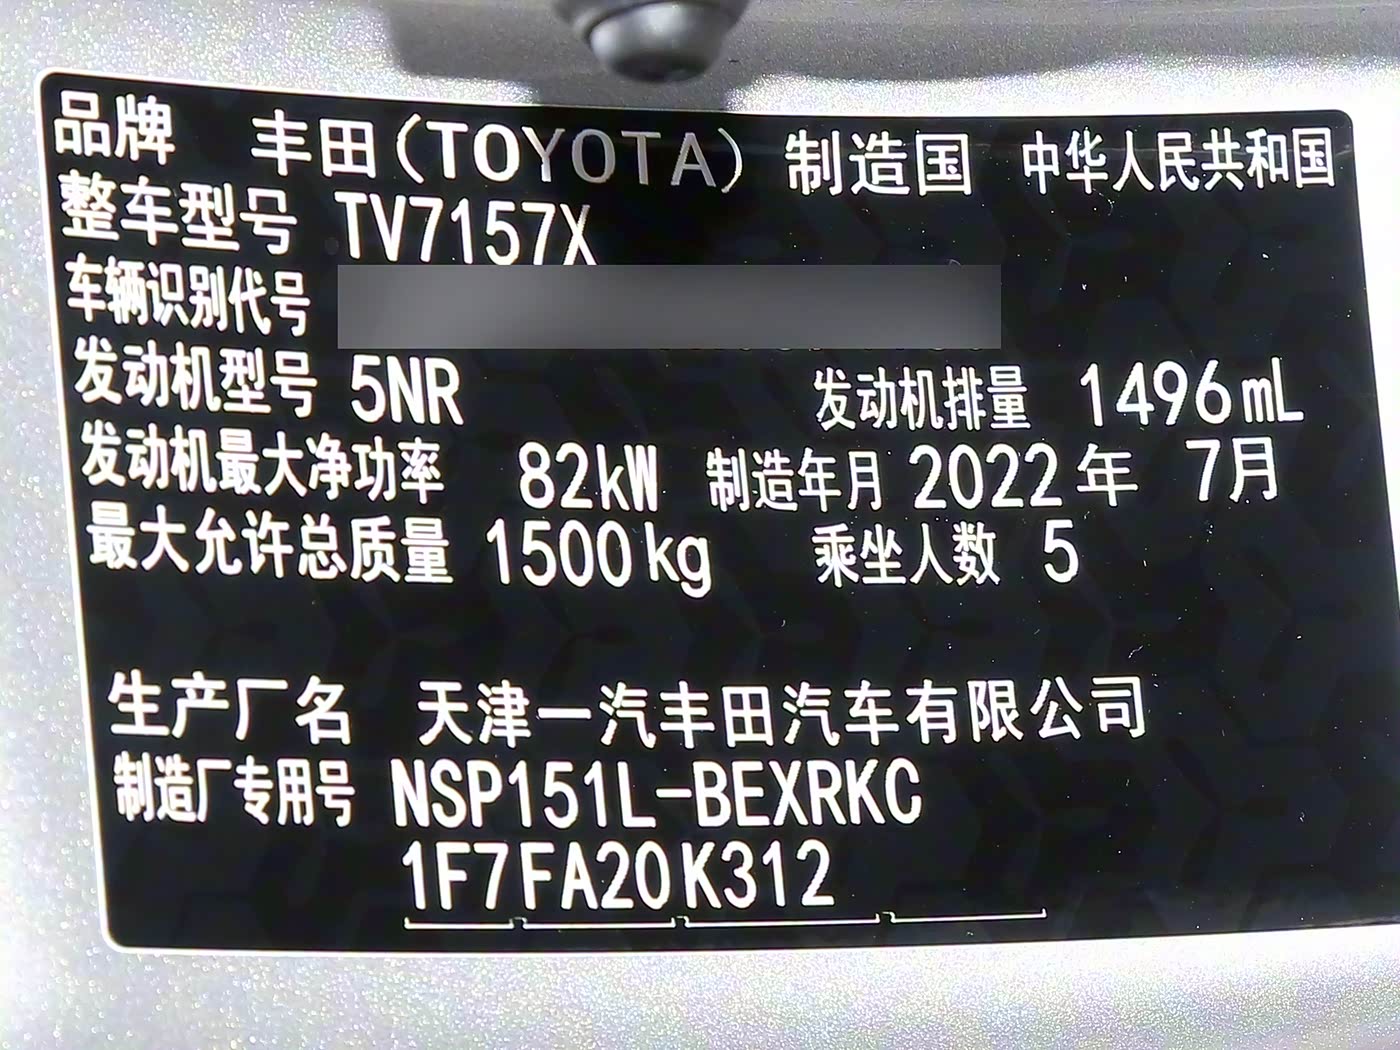 品牌 丰田(TOYOTA) 制造国 中华人民共和国
整车型号 TV7157X
车辆识别代号
发动机型号 5NR 发动机排量 1496mL
发动机最大净功率 82kW 制造年月 2022年 7月
最大允许总质量 1500kg 乘坐人数 5
生产厂名 天津一汽丰田汽车有限公司
制造厂专用号 NSP151L-BEXRKC
1F7FA20K312